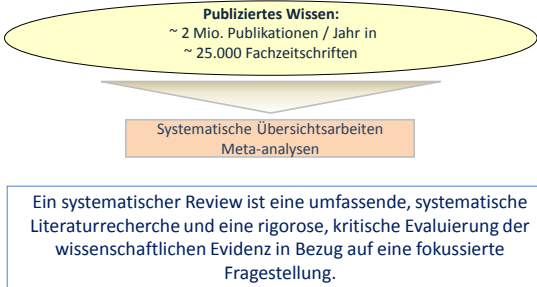 Publiziertes Wissen:
~ 2 Mio. Publikationen / Jahr in
~ 25.000 Fachzeitschriften
Systematische Übersichtsarbeiten
Meta-analysen
Ein systematischer Review ist eine umfassende, systematische
Literaturrecherche und eine rigorose, kritische Evaluierung der
wissenschaftlichen Evidenz in Bezug auf eine fokussierte
Fragestellung.